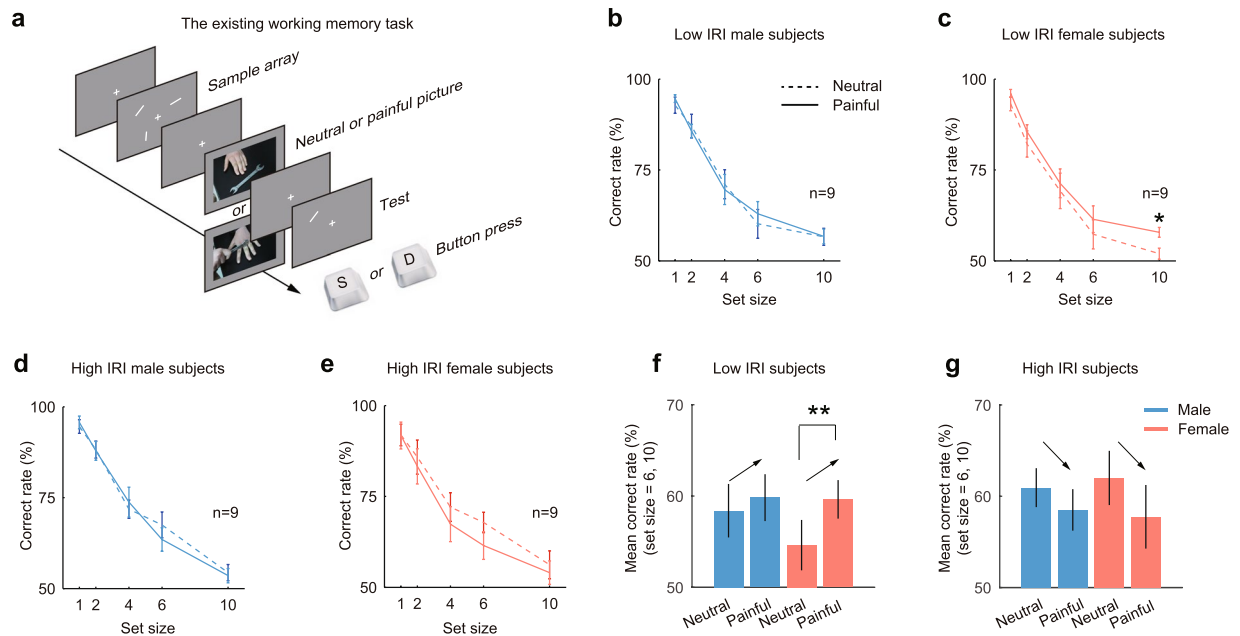 a
The existing working memory task
Sample array
Neutral or painful picture
or
Test
S or D Button press
b
Low IRI male subjects
Correct rate (%)
100
75
50
Neutral
Painful
n=9
1 2 4 6 10
Set size
c
Low IRI female subjects
Correct rate (%)
100
75
50
n=9
*
1 2 4 6 10
Set size
d
High IRI male subjects
Correct rate (%)
100
75
50
n=9
1 2 4 6 10
Set size
e
High IRI female subjects
Correct rate (%)
100
75
50
n=9
1 2 4 6 10
Set size
f
Low IRI subjects
Mean correct rate (%)
(set size = 6, 10)
70
60
50
**
Neutral Painful Neutral Painful
g
High IRI subjects
Mean correct rate (%)
(set size = 6, 10)
70
60
50
Male
Female
Neutral Painful Neutral Painful